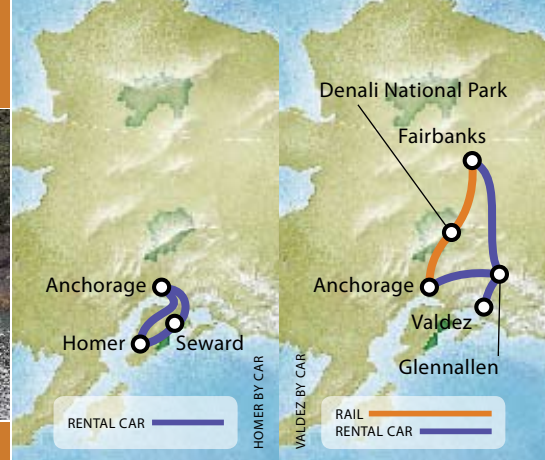 Anchorage
Homer
Seward
RENTAL CAR
HOMER BY CAR
Denali National Park
Fairbanks
Anchorage
Valdez
Glennallen
RAIL
RENTAL CAR
VALDEZ BY CAR